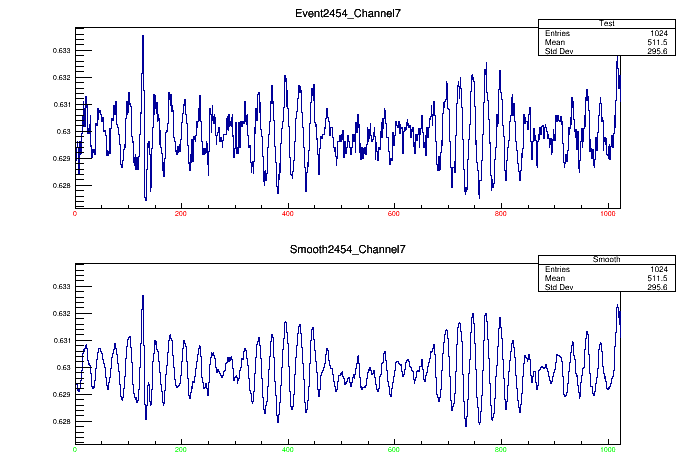 Event2454_Channel7
Test
Entries 1024
Mean 511.5
Std Dev 295.6
0.633
0.632
0.631
0.63
0.629
0.628
0 200 400 600 800 1000
Smooth2454_Channel7
Smooth
Entries 1024
Mean 511.5
Std Dev 295.6
0.633
0.632
0.631
0.63
0.629
0.628
0 200 400 600 800 1000